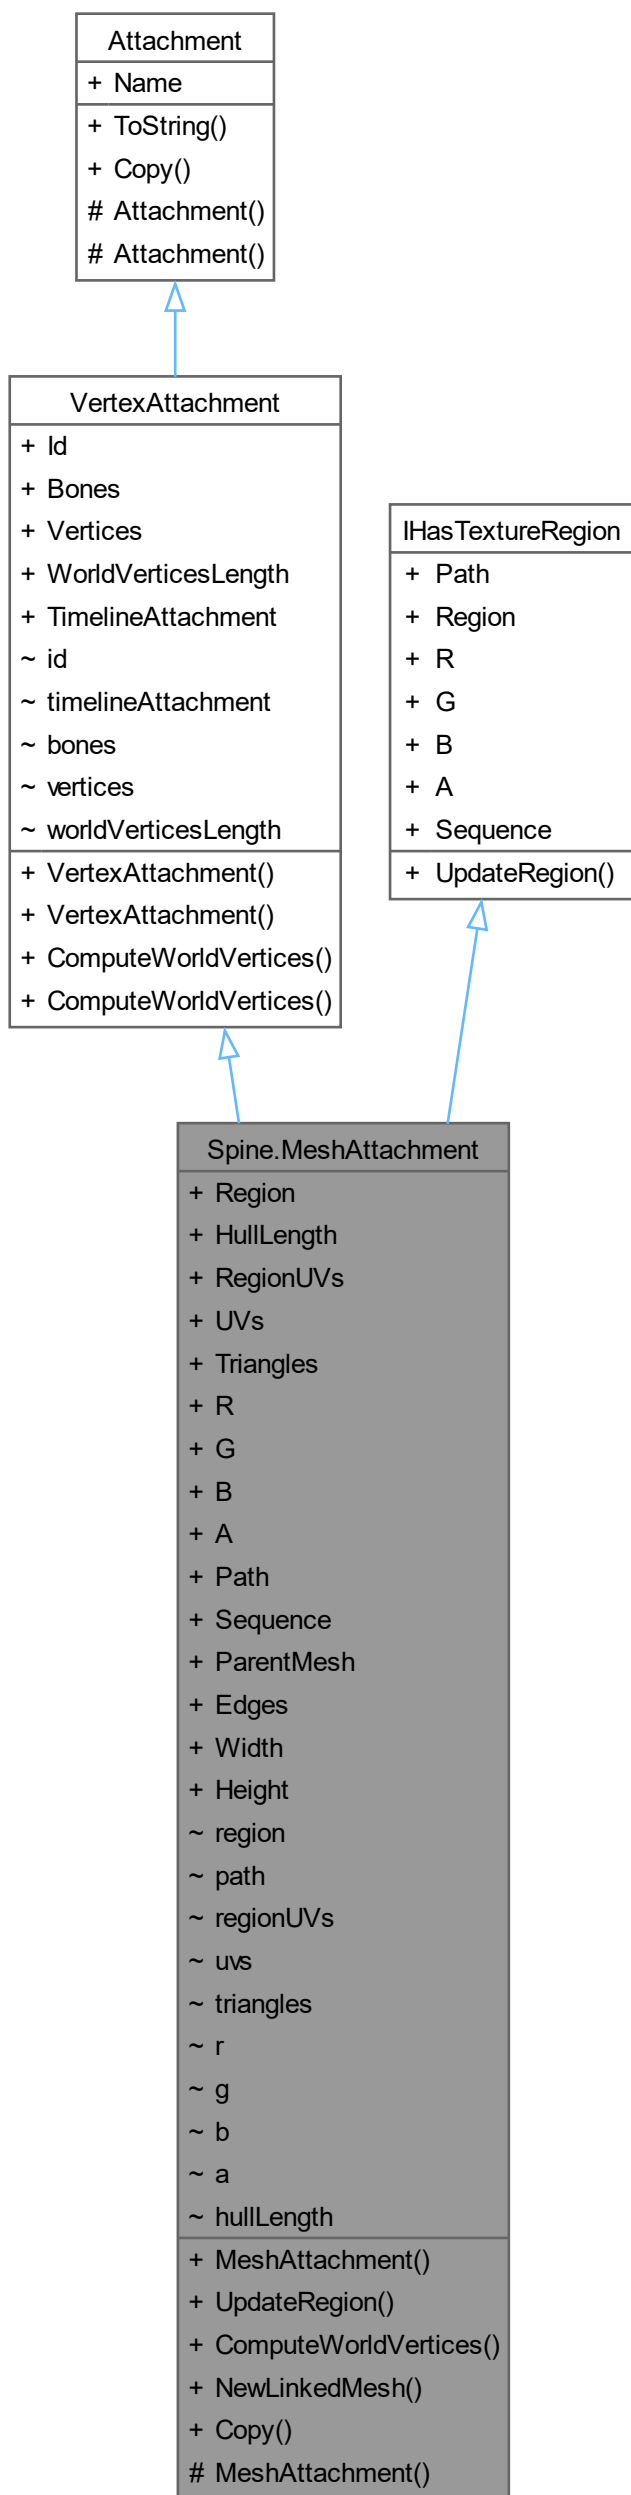 Attachment
+ Name
+ ToString()
+ Copy()
# Attachment()
# Attachment()
VertexAttachment
+ Id
+ Bones
+ Vertices
+ WorldVerticesLength
+ TimelineAttachment
~ id
~ timelineAttachment
~ bones
~ vertices
~ worldVerticesLength
+ VertexAttachment()
+ VertexAttachment()
+ ComputeWorldVertices()
+ ComputeWorldVertices()
IHasTextureRegion
+ Path
+ Region
+ R
+ G
+ B
+ A
+ Sequence
+ UpdateRegion()
Spine.MeshAttachment
+ Region
+ HullLength
+ RegionUVs
+ UVs
+ Triangles
+ R
+ G
+ B
+ A
+ Path
+ Sequence
+ ParentMesh
+ Edges
+ Width
+ Height
~ region
~ path
~ regionUVs
~ uvs
~ triangles
~ r
~ g
~ b
~ a
~ hullLength
+ MeshAttachment()
+ UpdateRegion()
+ ComputeWorldVertices()
+ NewLinkedMesh()
+ Copy()
# MeshAttachment()